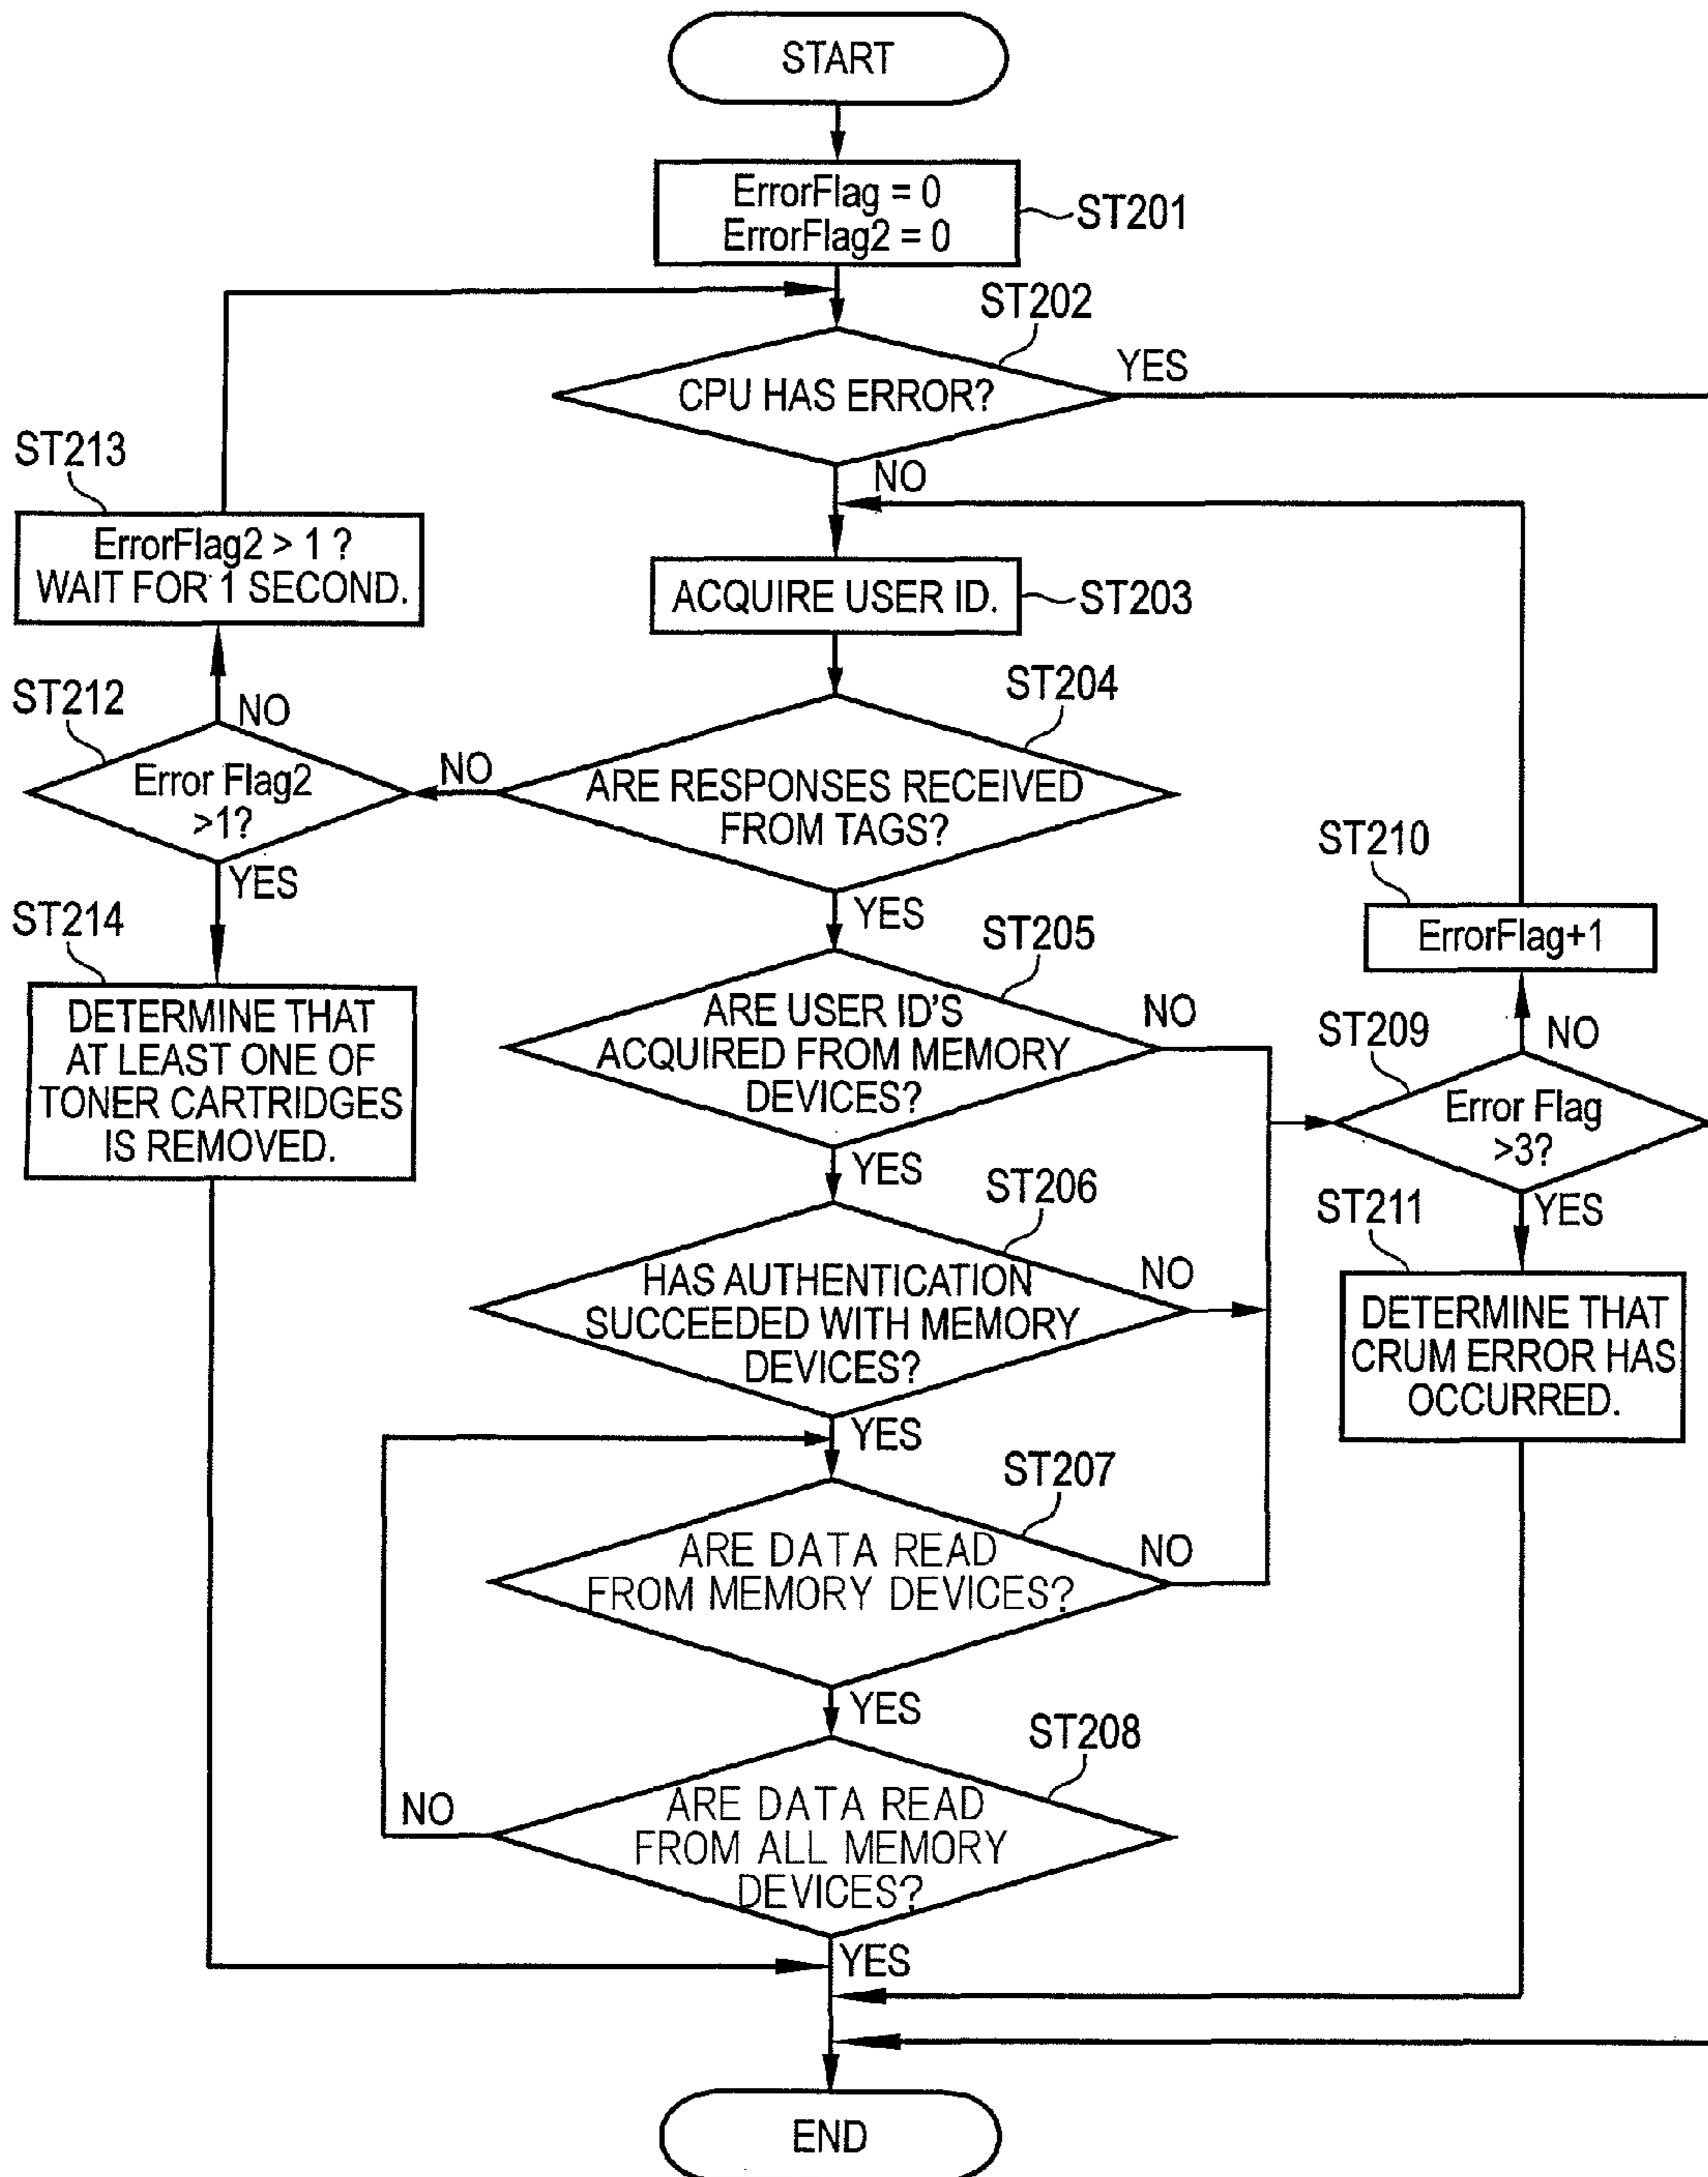 START
ErrorFlag = 0
ErrorFlag2 = 0
ST201
ST202
CPU HAS ERROR?
YES
NO
ST213
ErrorFlag2 > 1 ?
WAIT FOR 1 SECOND.
ACQUIRE USER ID.
ST203
ST204
ARE RESPONSES RECEIVED
FROM TAGS?
NO
YES
ST212
NO
Error Flag2
>1?
YES
ST214
DETERMINE THAT
AT LEAST ONE OF
TONER CARTRIDGES
IS REMOVED.
ST205
ARE USER ID'S
ACQUIRED FROM MEMORY
DEVICES?
NO
YES
ST210
ErrorFlag+1
ST209
NO
Error Flag
>3?
YES
ST211
DETERMINE THAT
CRUM ERROR HAS
OCCURRED.
ST206
HAS AUTHENTICATION
SUCCEEDED WITH MEMORY
DEVICES?
NO
YES
ST207
ARE DATA READ
FROM MEMORY DEVICES?
NO
YES
ST208
ARE DATA READ
FROM ALL MEMORY
DEVICES?
NO
YES
END